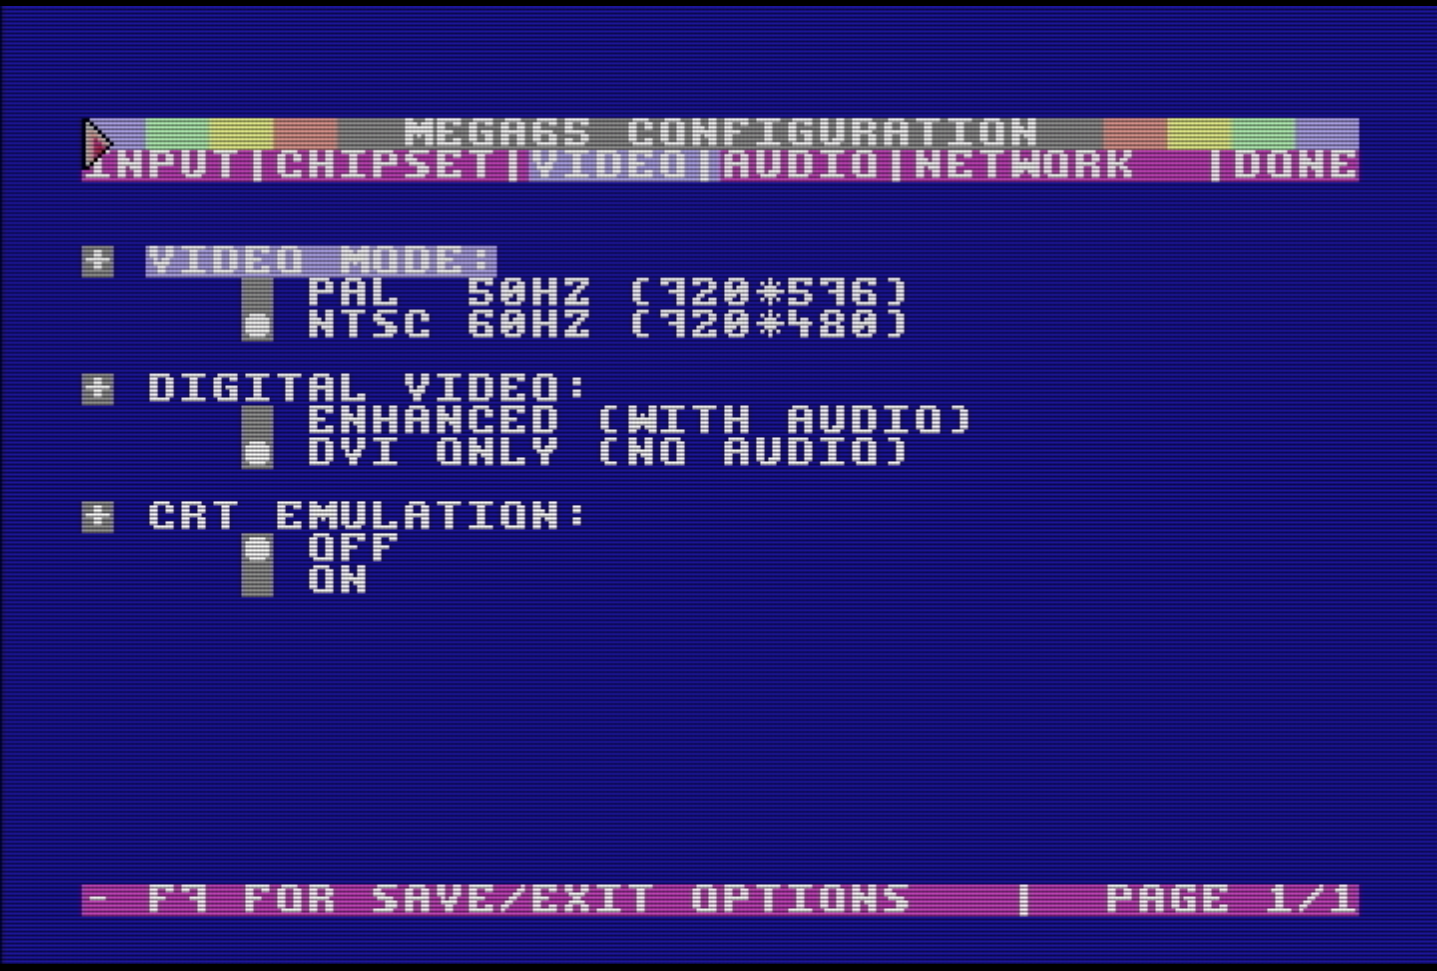 MEGA65 CONFIGURATION
INPUT|CHIPSET|VIDEO|AUDIO|NETWORK |DONE
+ VIDEO MODE:
PAL 50HZ (720*576)
NTSC 60HZ (720*480)
+ DIGITAL VIDEO:
ENHANCED (WITH AUDIO)
DVI ONLY (NO AUDIO)
+ CRT EMULATION:
OFF
ON
- F7 FOR SAVE/EXIT OPTIONS | PAGE 1/1